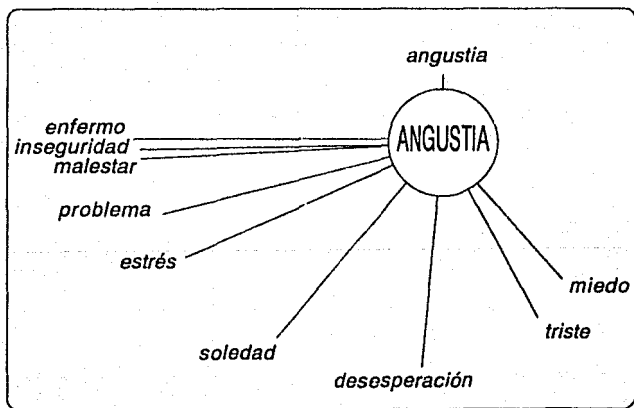 angustia
ANGUSTIA
enfermo
inseguridad
malestar
problema
estrés
soledad
desesperación
triste
miedo